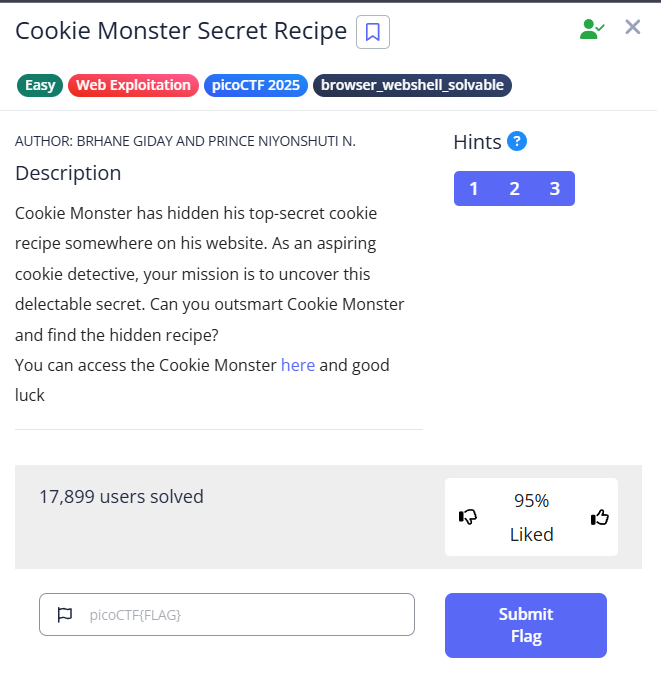 Cookie Monster Secret Recipe
Easy Web Exploitation picoCTF 2025 browser_webshell_solvable
AUTHOR: BRHANE GIDAY AND PRINCE NIYONSHUTI N.
Description
Cookie Monster has hidden his top-secret cookie
recipe somewhere on his website. As an aspiring
cookie detective, your mission is to uncover this
delectable secret. Can you outsmart Cookie Monster
and find the hidden recipe?
You can access the Cookie Monster here and good
luck
Hints ?
1 2 3
17,899 users solved
95%
Liked
picoCTF{FLAG}
Submit
Flag